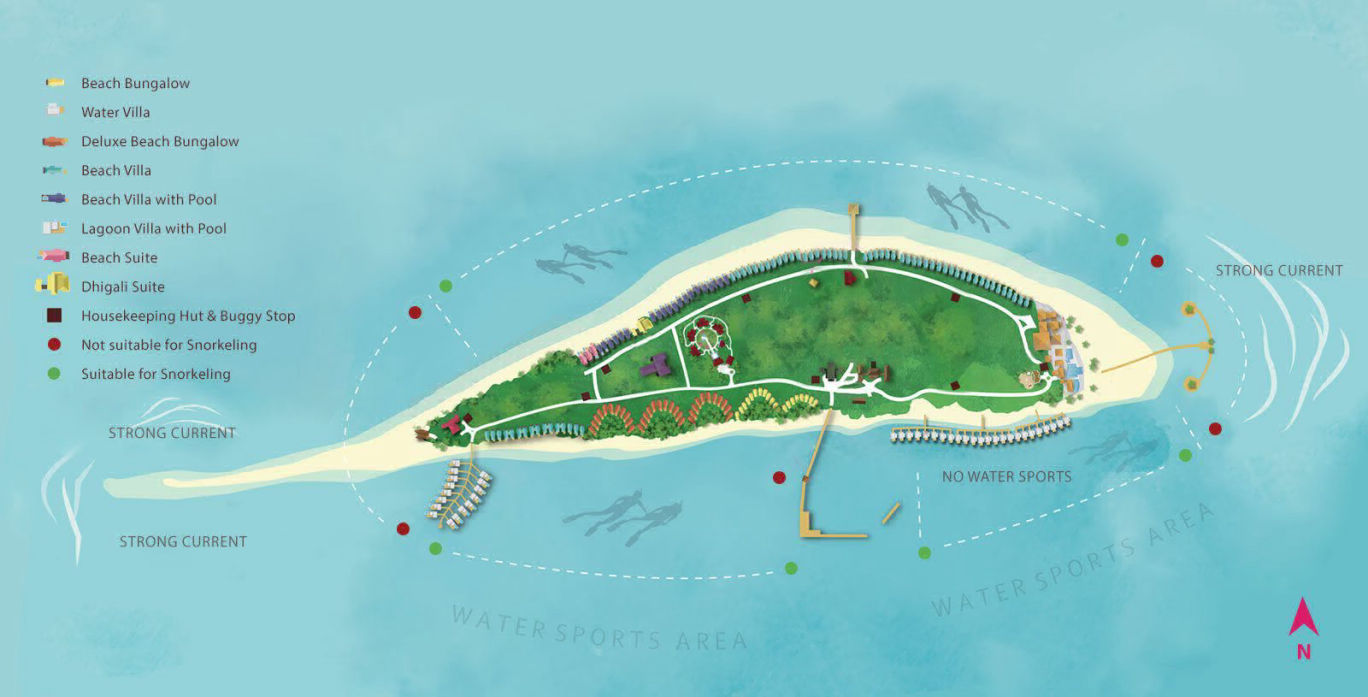 Beach Bungalow
Water Villa
Deluxe Beach Bungalow
Beach Villa
Beach Villa with Pool
Lagoon Villa with Pool
Beach Suite
Dhigali Suite
Housekeeping Hut & Buggy Stop
Not suitable for Snorkeling
Suitable for Snorkeling
STRONG CURRENT
STRONG CURRENT
STRONG CURRENT
NO WATER SPORTS
WATER SPORTS AREA
WATER SPORTS AREA
N